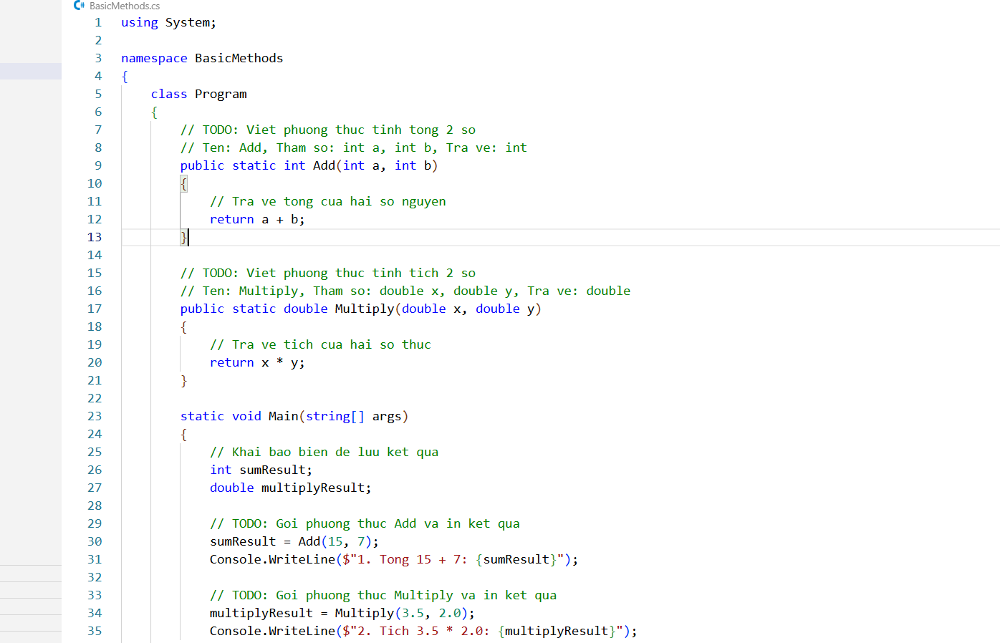 BasicMethods.cs
1 using System;
2
3 namespace BasicMethods
4 {
5     class Program
6     {
7         // TODO: Viet phuong thuc tinh tong 2 so
8         // Ten: Add, Tham so: int a, int b, Tra ve: int
9         public static int Add(int a, int b)
10         {
11             // Tra ve tong cua hai so nguyen
12             return a + b;
13         }
14
15         // TODO: Viet phuong thuc tinh tich 2 so
16         // Ten: Multiply, Tham so: double x, double y, Tra ve: double
17         public static double Multiply(double x, double y)
18         {
19             // Tra ve tich cua hai so thuc
20             return x * y;
21         }
22
23         static void Main(string[] args)
24         {
25             // Khai bao bien de luu ket qua
26             int sumResult;
27             double multiplyResult;
28
29             // TODO: Goi phuong thuc Add va in ket qua
30             sumResult = Add(15, 7);
31             Console.WriteLine($"1. Tong 15 + 7: {sumResult}");
32
33             // TODO: Goi phuong thuc Multiply va in ket qua
34             multiplyResult = Multiply(3.5, 2.0);
35             Console.WriteLine($"2. Tich 3.5 * 2.0: {multiplyResult}");